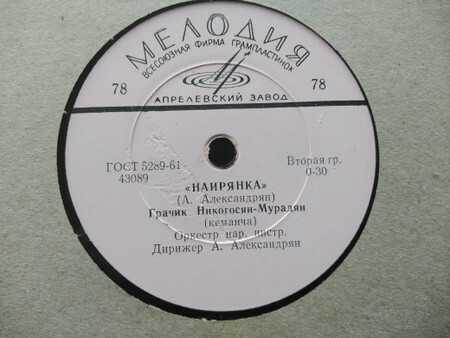 МЕЛОДИЯ
ВСЕСОЮЗНАЯ ФИРМА ГРАМПЛАСТИНОК
78 78
АПРЕЛЕВСКИЙ ЗАВОД
ГОСТ 5289-61 Вторая гр.
43089 0-30
«НАИРЯНКА»
(А. Александрян)
Грачик Никогосян-Мурадян
(кеманча)
Оркестр нар. инстр.
Дирижер А. Александрян